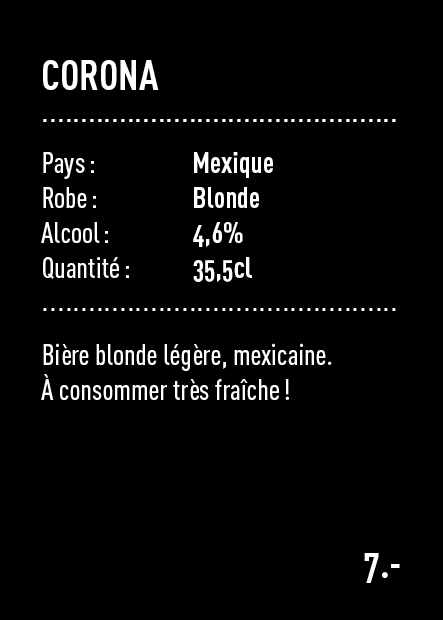 CORONA
Pays : Mexique
Robe : Blonde
Alcool : 4,6%
Quantité : 35,5cl
Bière blonde légère, mexicaine.
À consommer très fraîche !
7.-